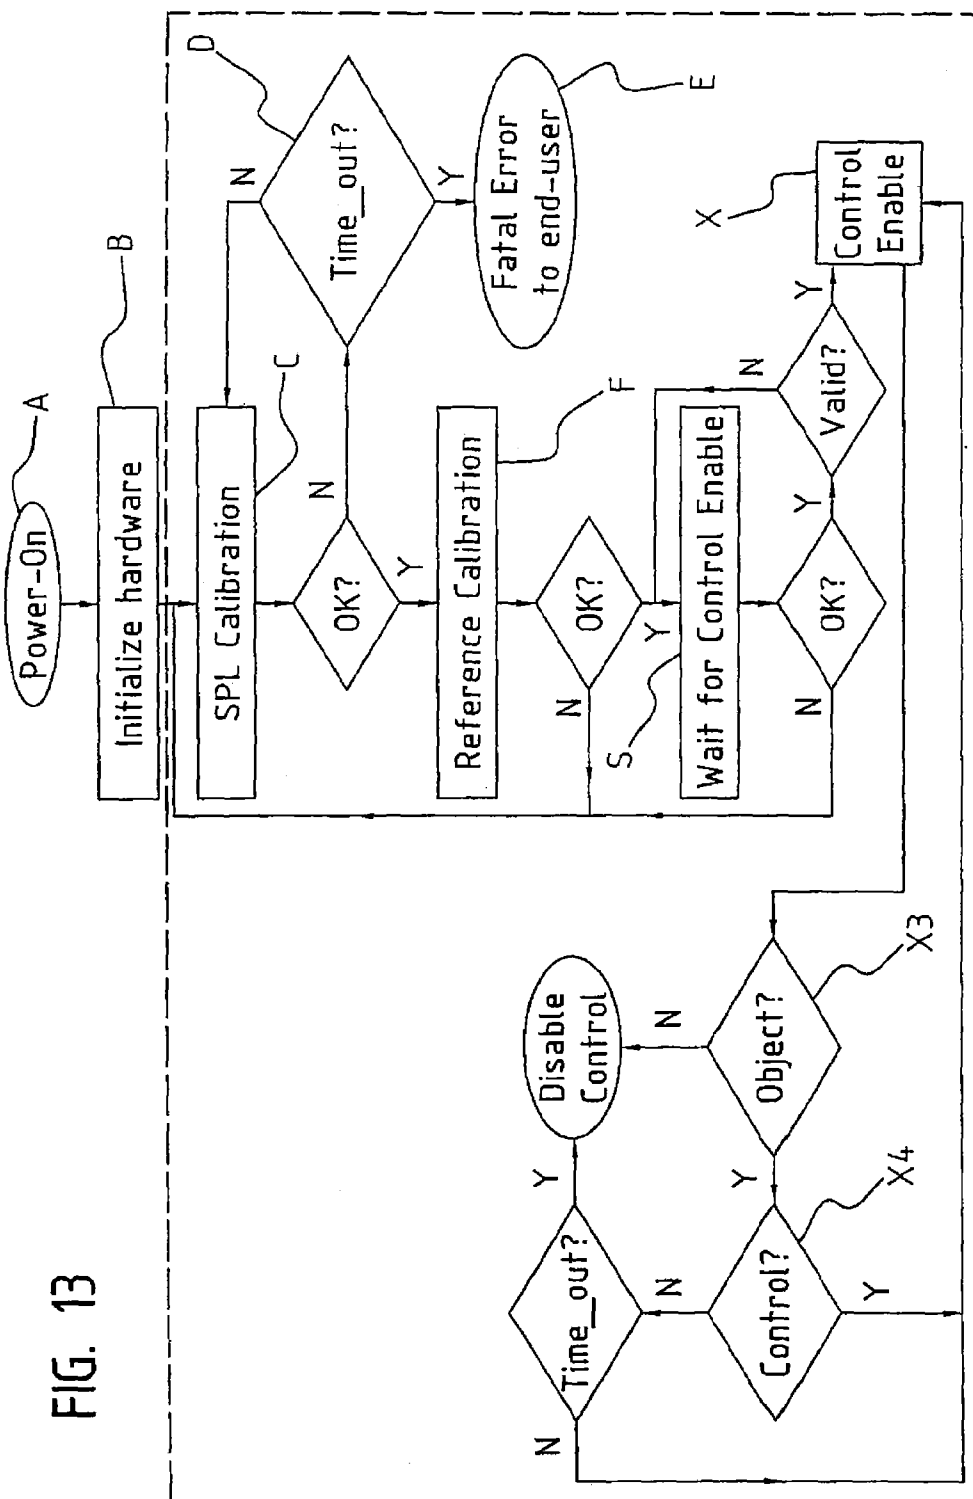 FIG. 13
Power-On
A
Initialize hardware
B
SPL Calibration
C
OK?
N
Y
Time_out?
D
N
Y
Fatal Error
to end-user
E
Reference Calibration
F
OK?
N
Y
Wait for Control Enable
S
OK?
N
Y
Valid?
N
Y
Control
Enable
X
Object?
X3
N
Y
Disable
Control
Control?
X4
N
Y
Time_out?
Y
N